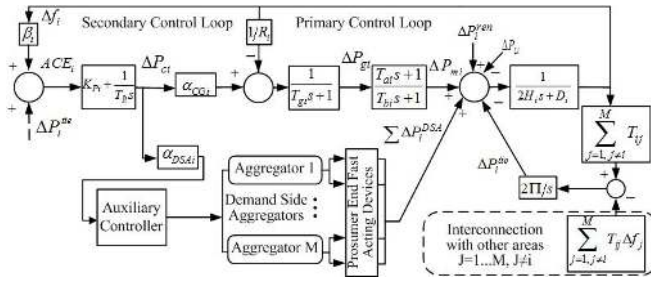 Δf_i Secondary Control Loop Primary Control Loop
β_i
1/R_i
ΔP_i^ren
ΔP_Li
+ ACE_i
K_Pi + 1/T_Ii s
ΔP_ci
α_CGi
+ −
1/(T_gi s+1)
ΔP_gi
(T_ai s+1)/(T_bi s+1)
ΔP_mi
+ + − − +
1/(2H_i s+D_i)
+
ΔP_i^tie
α_DSAi
∑ΔP_i^DSA
ΔP_i^tie
M
∑ T_ij
j=1, j≠i
+
−
2Π/s
Auxiliary
Controller
Aggregator 1
Demand Side
Aggregators
Aggregator M
Prosumer End Fast
Acting Devices
Interconnection
with other areas
J=1...M, J≠i
M
∑ T_ij Δf_j
j=1, j≠i